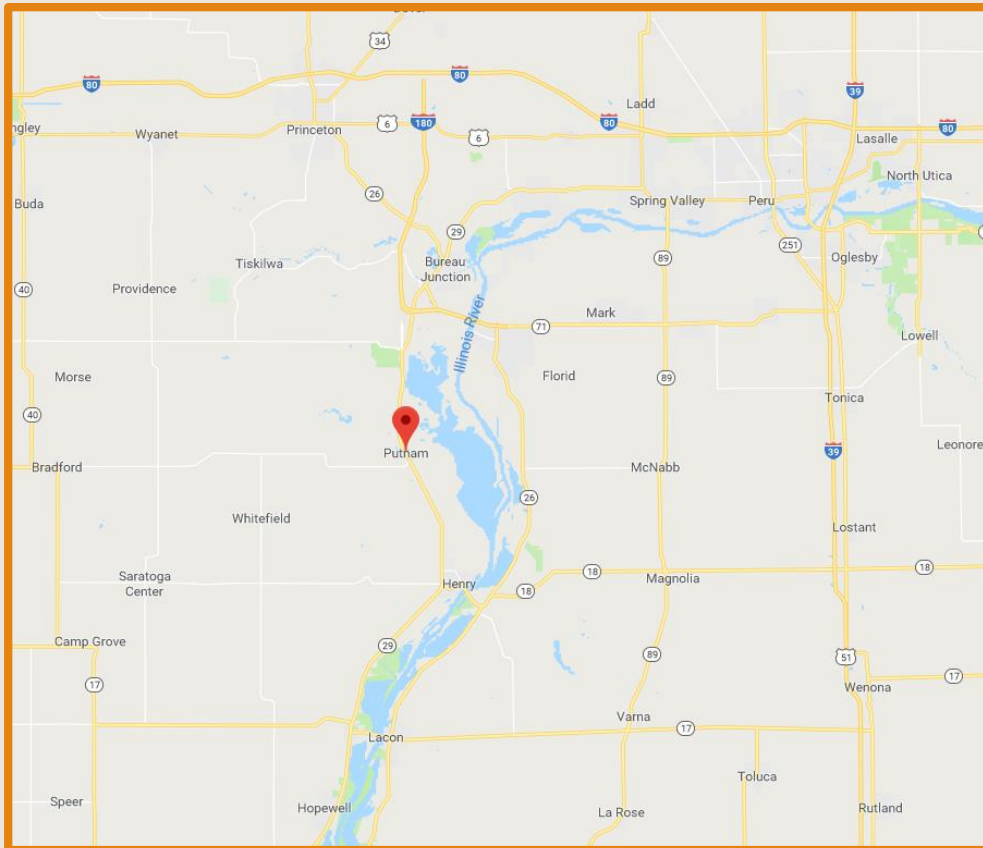 34
80
80
39
Ladd
Wyanet
Princeton
6
180
6
80
80
Lasalle
26
North Utica
Buda
Spring Valley
Peru
29
251
Tiskilwa
Bureau
Junction
89
Oglesby
40
Providence
Illinois River
Mark
71
Lowell
Morse
Florid
89
Tonica
40
Putnam
39
Leonore
Bradford
McNabb
26
Whitefield
Lostant
Saratoga
Center
Henry
18
18
Magnolia
18
Camp Grove
29
89
51
17
17
Wenona
Varna
17
Lacon
Toluca
Speer
Hopewell
La Rose
Rutland